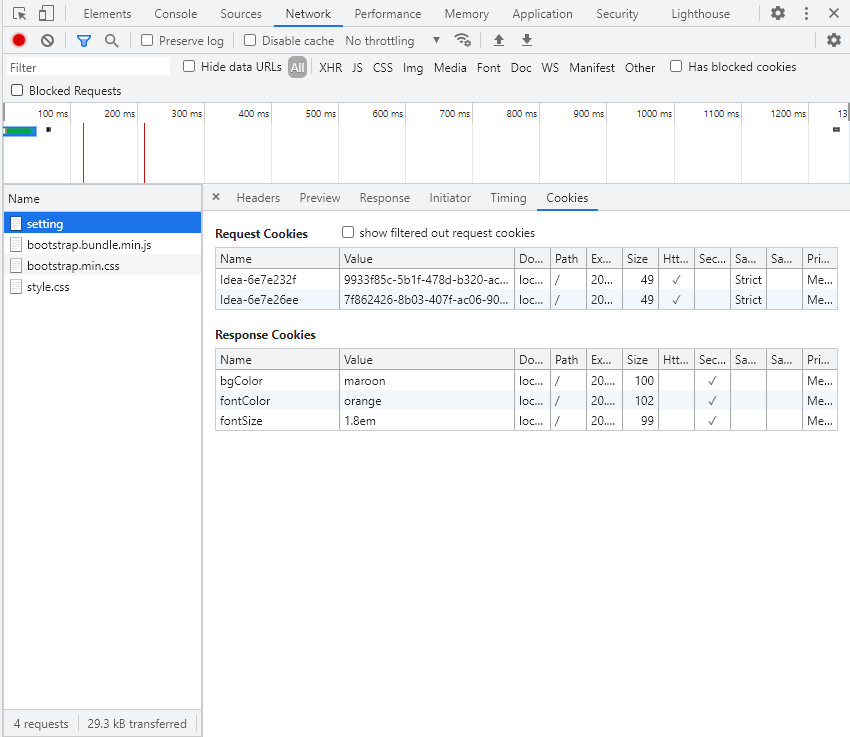 Elements Console Sources Network Performance Memory Application Security Lighthouse
Preserve log Disable cache No throttling
Filter Hide data URLs All XHR JS CSS Img Media Font Doc WS Manifest Other Has blocked cookies
Blocked Requests
100 ms 200 ms 300 ms 400 ms 500 ms 600 ms 700 ms 800 ms 900 ms 1000 ms 1100 ms 1200 ms 13
Name
setting
bootstrap.bundle.min.js
bootstrap.min.css
style.css
Headers Preview Response Initiator Timing Cookies
Request Cookies show filtered out request cookies
Name Value Do... Path Ex... Size Htt... Sec... Sa... Sa... Pri...
Idea-6e7e232f 9933f85c-5b1f-478d-b320-ac... loc... / 20.... 49 ✓ Strict Me...
Idea-6e7e26ee 7f862426-8b03-407f-ac06-90... loc... / 20.... 49 ✓ Strict Me...
Response Cookies
Name Value Do... Path Ex... Size Htt... Sec... Sa... Sa... Pri...
bgColor maroon loc... / 20.... 100 ✓ Me...
fontColor orange loc... / 20.... 102 ✓ Me...
fontSize 1.8em loc... / 20.... 99 ✓ Me...
4 requests 29.3 kB transferred